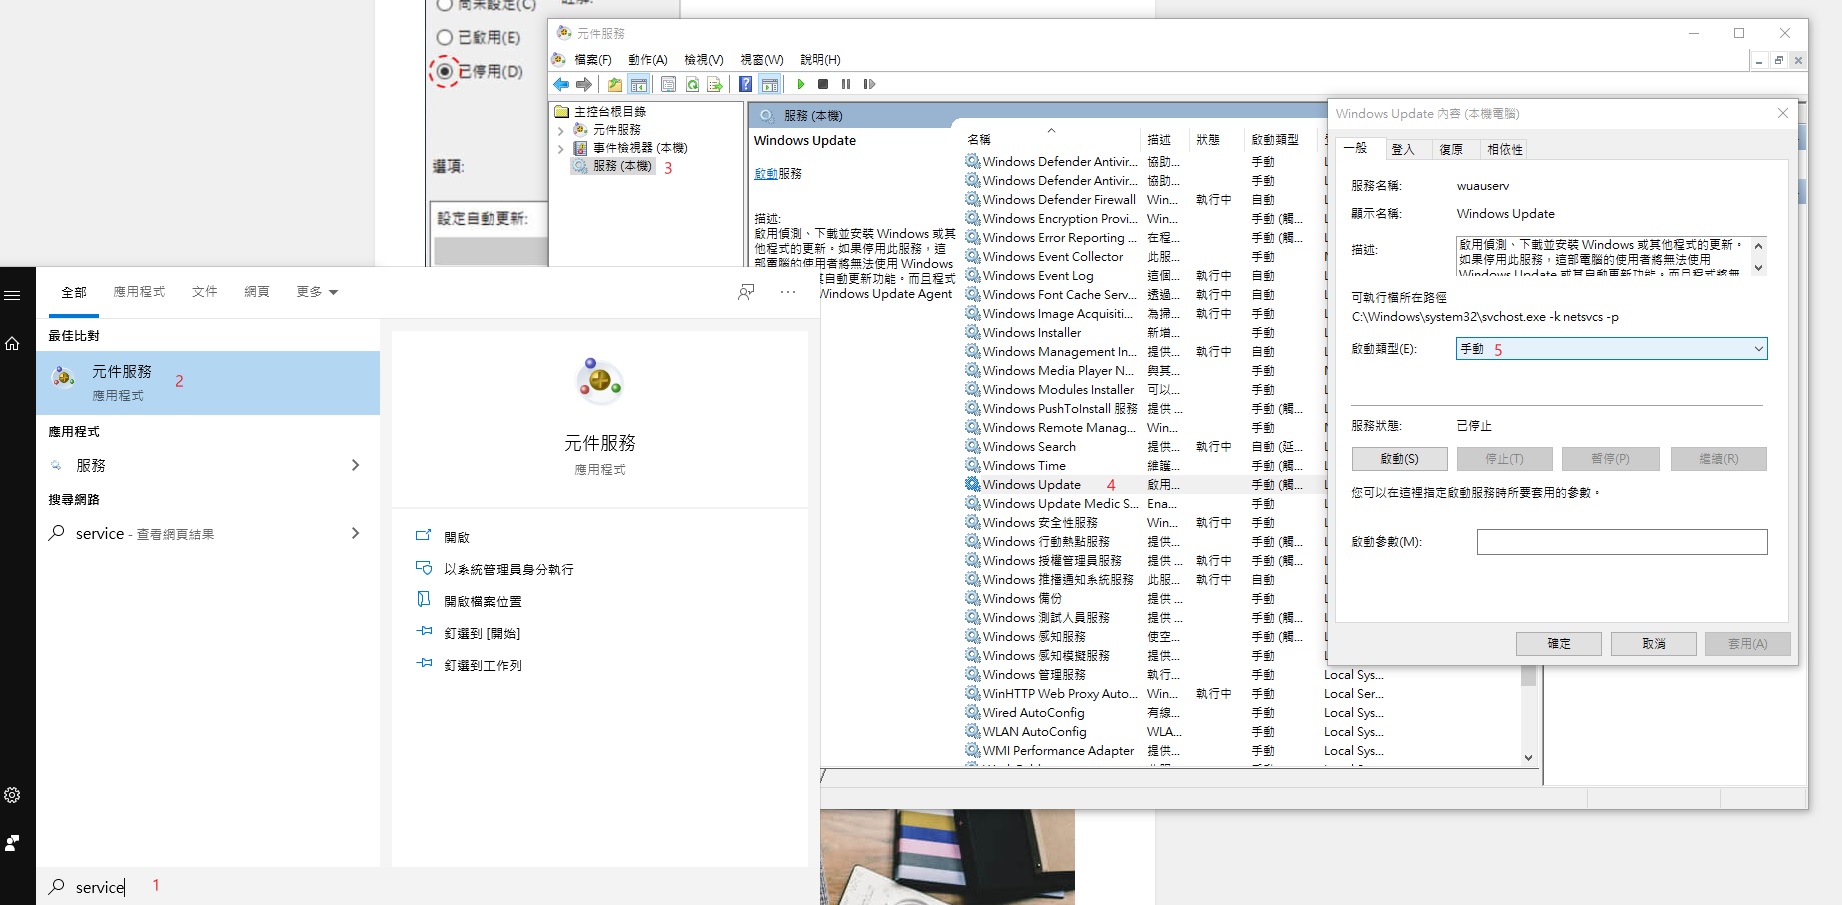 尚未設定(C)
註解:
已啟用(E)
已停用(D)
選項:
設定自動更新:
元件服務
檔案(F) 動作(A) 檢視(V) 視窗(W) 說明(H)
主控台根目錄
元件服務
事件檢視器 (本機)
服務 (本機) 3
服務 (本機)
Windows Update
啟動服務
描述:
啟用偵測、下載並安裝 Windows 或其
他程式的更新。如果停用此服務，這
部電腦的使用者將無法使用 Windows
其自動更新功能。而且程式
Windows Update Agent
名稱 描述 狀態 啟動類型
Windows Defender Antivir... 協助... 手動
Windows Defender Antivir... 協助... 自動
Windows Defender Firewall Win... 執行中 自動
Windows Encryption Provi... Win... 手動 (觸...
Windows Error Reporting ... 在程... 手動 (觸...
Windows Event Collector 此服... 手動
Windows Event Log 這個... 執行中 自動
Windows Font Cache Serv... 透過... 執行中 自動
Windows Image Acquisiti... 為掃... 執行中 手動
Windows Installer 新增... 手動
Windows Management In... 提供... 執行中 自動
Windows Media Player N... 與其... 手動
Windows Modules Installer 可以... 手動
Windows PushToInstall 服務 提供 ... 手動 (觸...
Windows Remote Manag... Win... 手動
Windows Search 提供... 執行中 自動 (延...
Windows Time 維護... 手動 (觸...
Windows Update 4 啟用... 手動 (觸...
Windows Update Medic S... Ena... 手動
Windows 安全性服務 Win... 執行中 手動
Windows 行動熱點服務 提供... 手動 (觸...
Windows 授權管理員服務 提供... 執行中 手動 (觸...
Windows 推播通知系統服務 此服... 執行中 自動
Windows 備份 提供 ... 手動
Windows 測試人員服務 提供 ... 手動 (觸...
Windows 感知服務 使空... 手動 (觸...
Windows 感知模擬服務 提供... 手動
Windows 管理服務 執行... 手動 Local Sys...
WinHTTP Web Proxy Auto... Win... 執行中 手動 Local Ser...
Wired AutoConfig 有線... 手動 Local Sys...
WLAN AutoConfig WLA... 手動 Local Sys...
WMI Performance Adapter 提供... 手動 Local Sys...
Windows Update 內容 (本機電腦)
一般 登入 復原 相依性
服務名稱: wuauserv
顯示名稱: Windows Update
描述: 啟用偵測、下載並安裝 Windows 或其他程式的更新。
如果停用此服務，這部電腦的使用者將無法使用
Windows Update 或其自動更新功能。而且程式將無
可執行檔所在路徑
C:\Windows\system32\svchost.exe -k netsvcs -p
啟動類型(E): 手動 5
服務狀態: 已停止
啟動(S) 停止(T) 暫停(P) 繼續(R)
您可以在這裡指定啟動服務時所要套用的參數。
啟動參數(M):
確定 取消 套用(A)
全部 應用程式 文件 網頁 更多
最佳比對
元件服務 2
應用程式
應用程式
服務
搜尋網路
service - 查看網頁結果
元件服務
應用程式
開啟
以系統管理員身分執行
開啟檔案位置
釘選到 [開始]
釘選到工作列
service 1